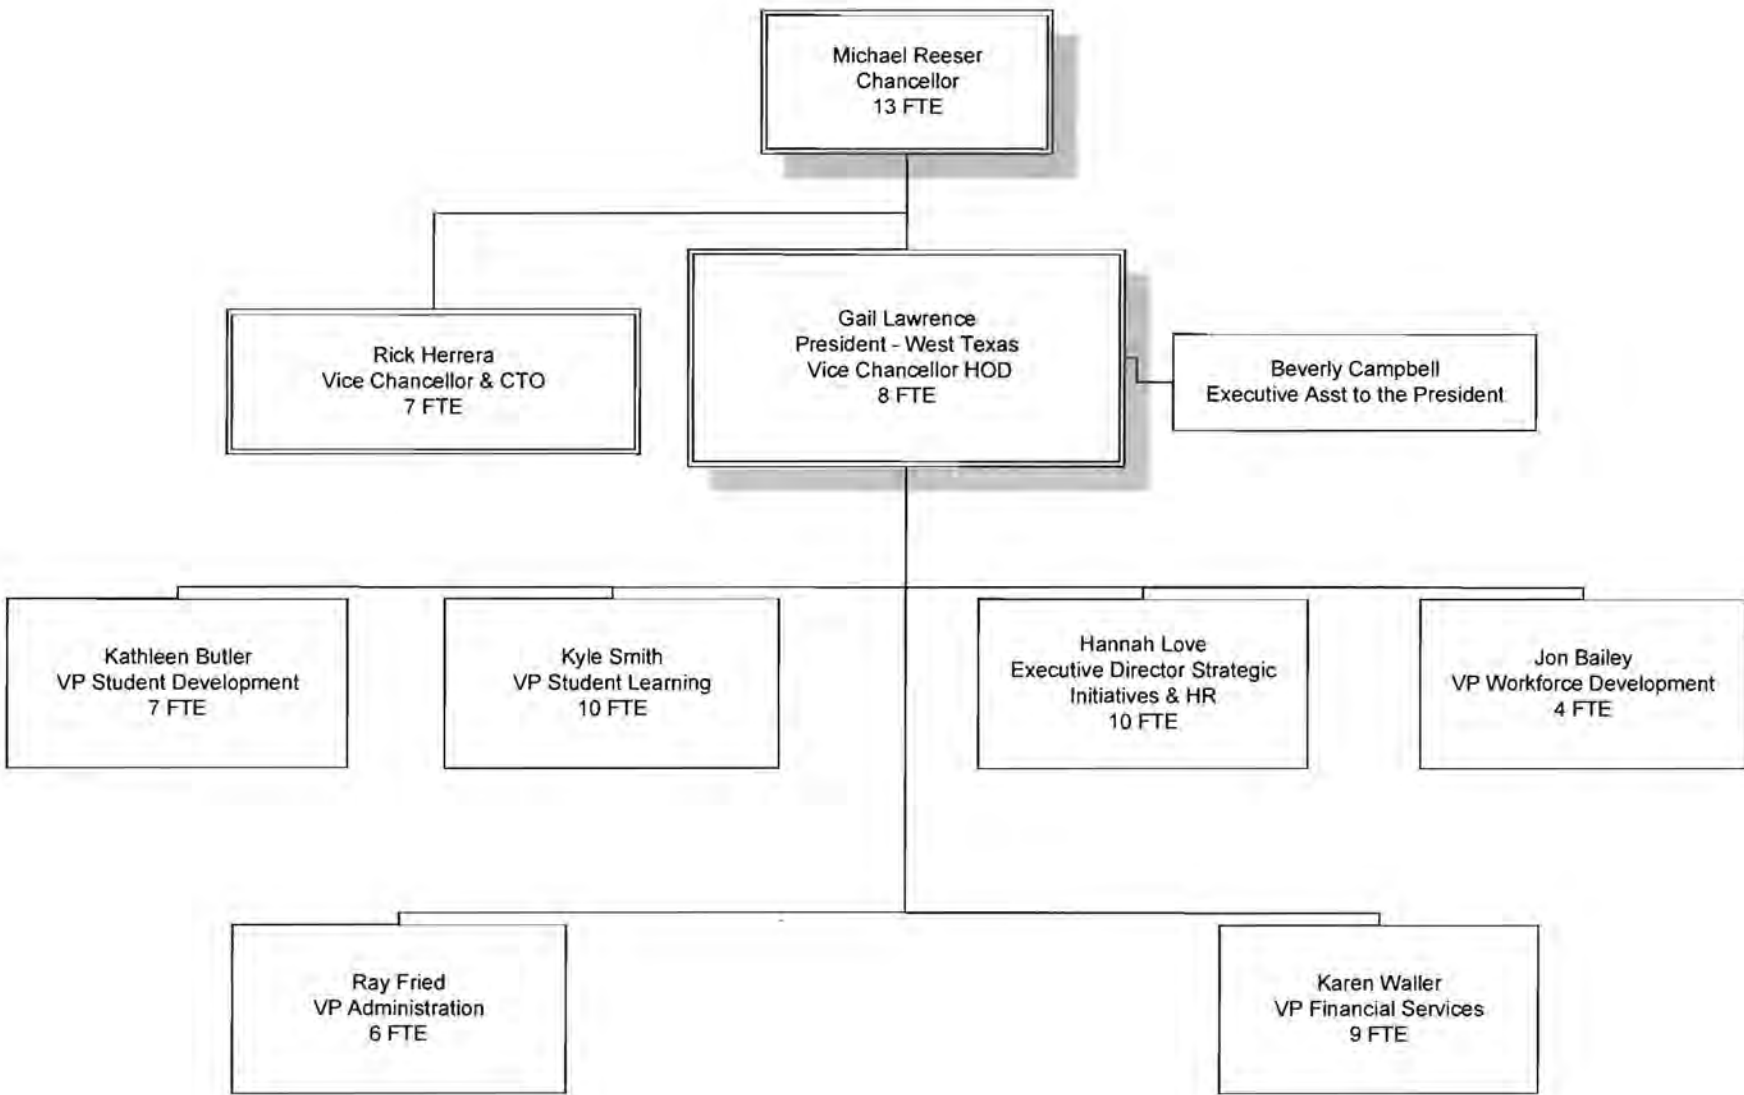 Michael Reeser
Chancellor
13 FTE
Gail Lawrence
President - West Texas
Vice Chancellor HOD
8 FTE
Rick Herrera
Vice Chancellor & CTO
7 FTE
Beverly Campbell
Executive Asst to the President
Kathleen Butler
VP Student Development
7 FTE
Kyle Smith
VP Student Learning
10 FTE
Hannah Love
Executive Director Strategic
Initiatives & HR
10 FTE
Jon Bailey
VP Workforce Development
4 FTE
Ray Fried
VP Administration
6 FTE
Karen Waller
VP Financial Services
9 FTE